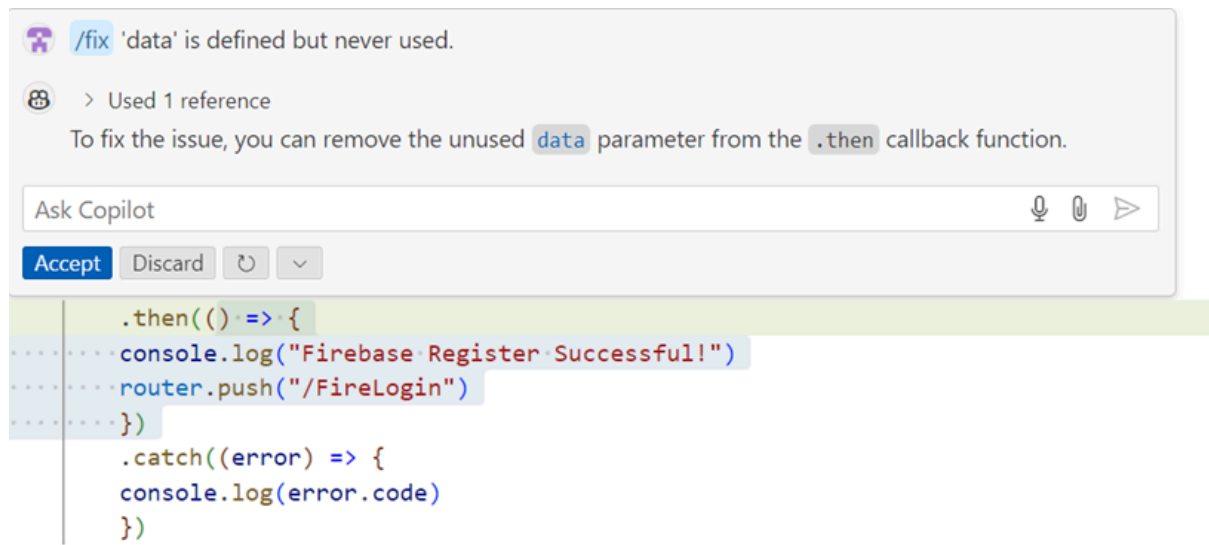 /fix 'data' is defined but never used.
> Used 1 reference
To fix the issue, you can remove the unused data parameter from the .then callback function.
Ask Copilot
Accept Discard
.then(() => {
console.log("Firebase Register Successful!")
router.push("/FireLogin")
})
.catch((error) => {
console.log(error.code)
})